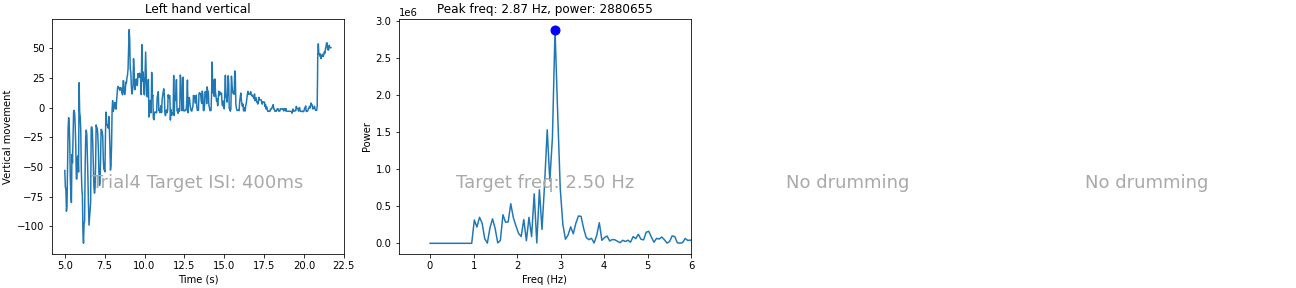 Left hand vertical
Vertical movement
50
25
0
−25
−50
−75
−100
5.0 7.5 10.0 12.5 15.0 17.5 20.0 22.5
Time (s)
Trial4 Target ISI: 400ms
Peak freq: 2.87 Hz, power: 2880655
1e6
Power
3.0
2.5
2.0
1.5
1.0
0.5
0.0
0 1 2 3 4 5 6
Freq (Hz)
Target freq: 2.50 Hz
No drumming
No drumming